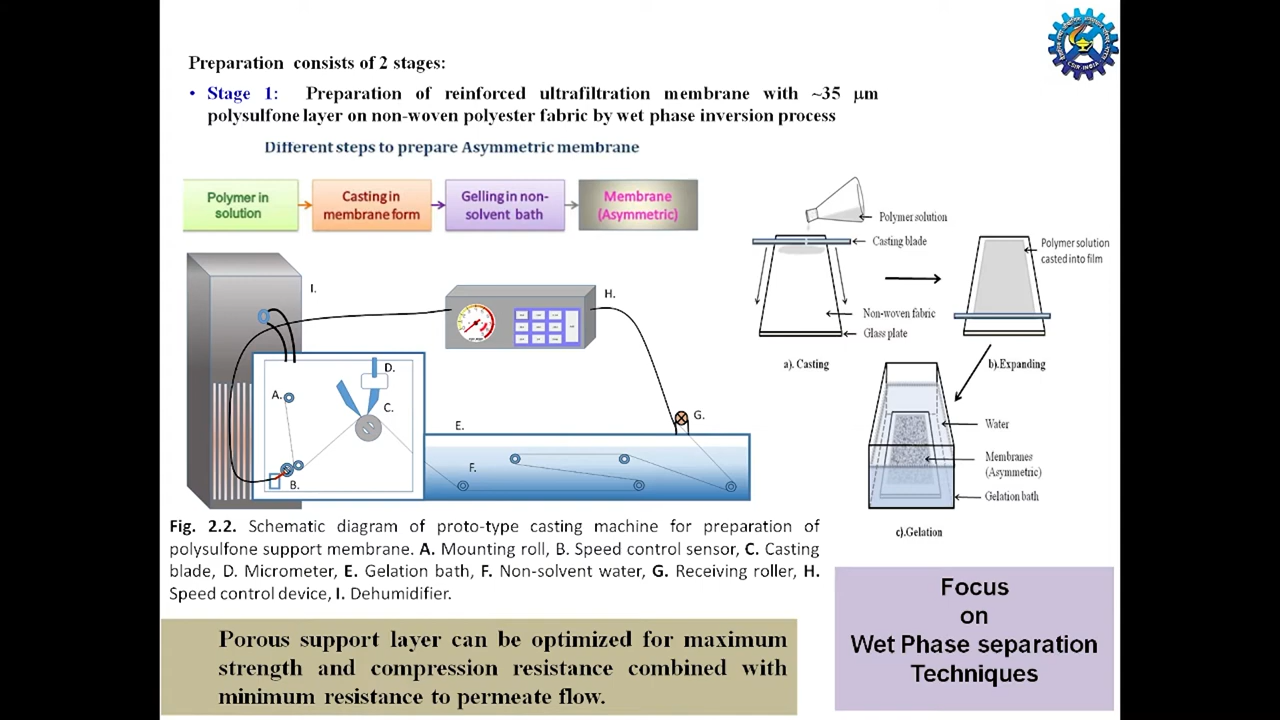 Preparation consists of 2 stages:
• Stage 1: Preparation of reinforced ultrafiltration membrane with ~35 µm
polysulfone layer on non-woven polyester fabric by wet phase inversion process
Different steps to prepare Asymmetric membrane
Polymer in
solution
Casting in
membrane form
Gelling in non-
solvent bath
Membrane
(Asymmetric)
I.
H.
A.
D.
C.
B.
E.
F.
G.
Polymer solution
Casting blade
Non-woven fabric
Glass plate
a). Casting
Polymer solution
casted into film
b).Expanding
Water
Membranes
(Asymmetric)
Gelation bath
c).Gelation
Fig. 2.2. Schematic diagram of proto-type casting machine for preparation of
polysulfone support membrane. A. Mounting roll, B. Speed control sensor, C. Casting
blade, D. Micrometer, E. Gelation bath, F. Non-solvent water, G. Receiving roller, H.
Speed control device, I. Dehumidifier.
Porous support layer can be optimized for maximum
strength and compression resistance combined with
minimum resistance to permeate flow.
Focus
on
Wet Phase separation
Techniques